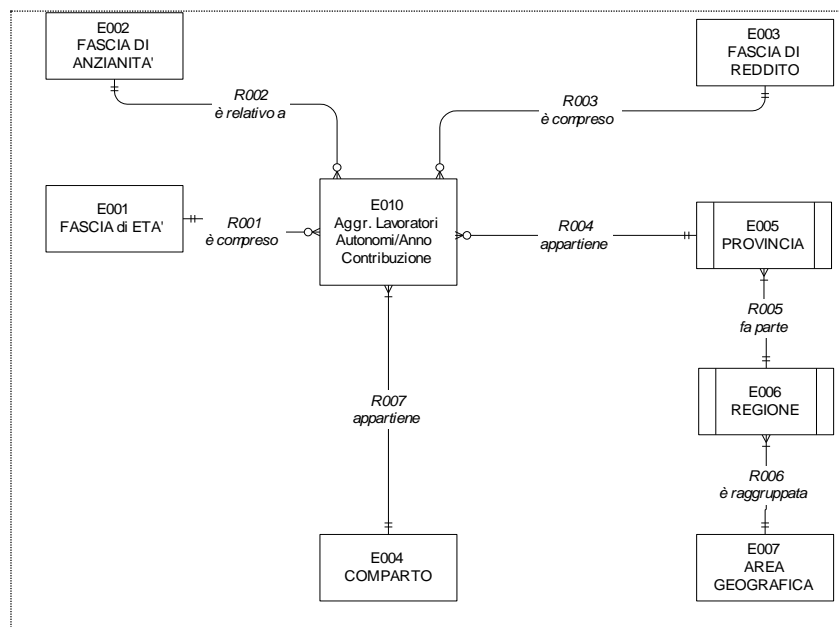 E002
FASCIA DI
ANZIANITA'
E003
FASCIA DI
REDDITO
R002
è relativo a
R003
è compreso
E001
FASCIA di ETA'
R001
è compreso
E010
Aggr. Lavoratori
Autonomi/Anno
Contribuzione
R004
appartiene
E005
PROVINCIA
R005
fa parte
R007
appartiene
E006
REGIONE
R006
è raggruppata
E004
COMPARTO
E007
AREA
GEOGRAFICA